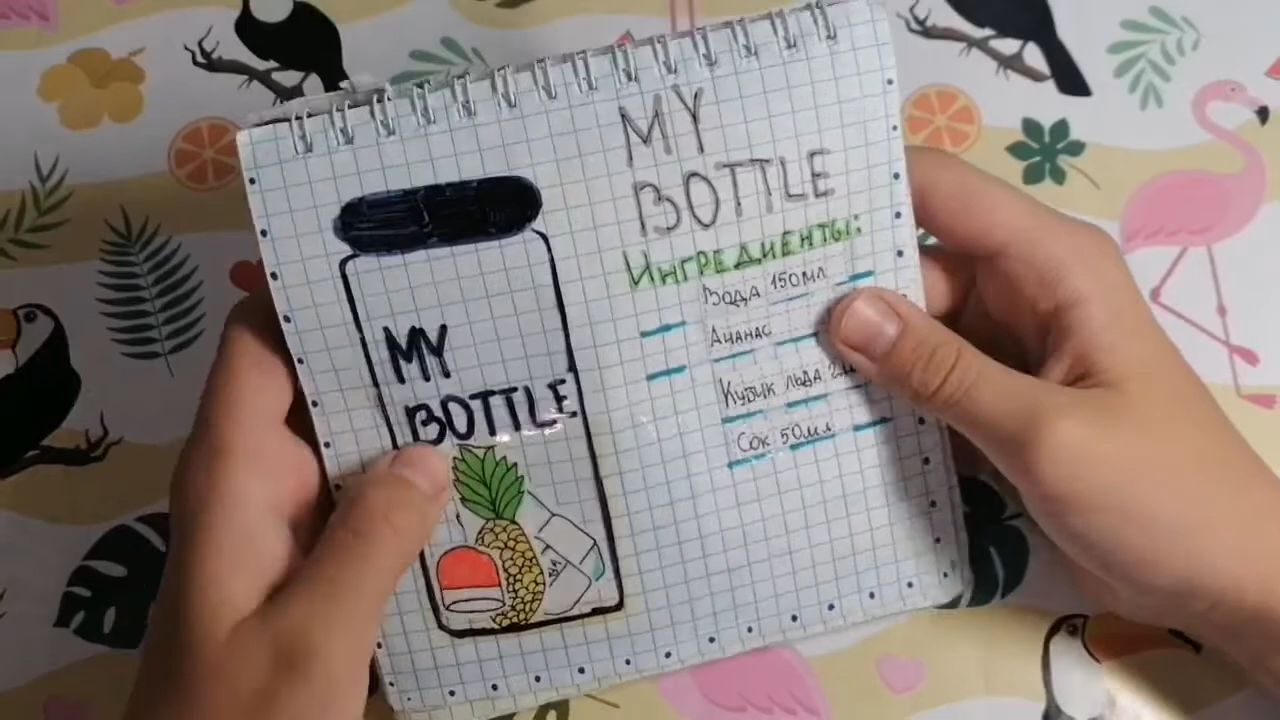 MY
BOTTLE
MY
BOTTLE
Ингредиенты:
Вода 150мл
Ананас
Кубик льда
Сок 50мл